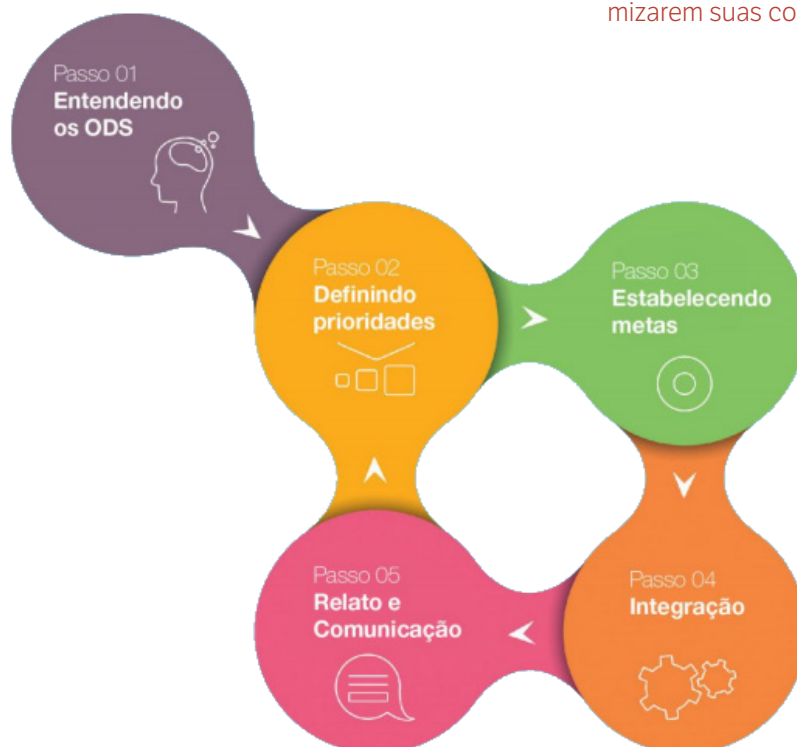 mizarem suas co
Passo 01
Entendendo
os ODS
Passo 02
Definindo
prioridades
Passo 03
Estabelecendo
metas
Passo 04
Integração
Passo 05
Relato e
Comunicação